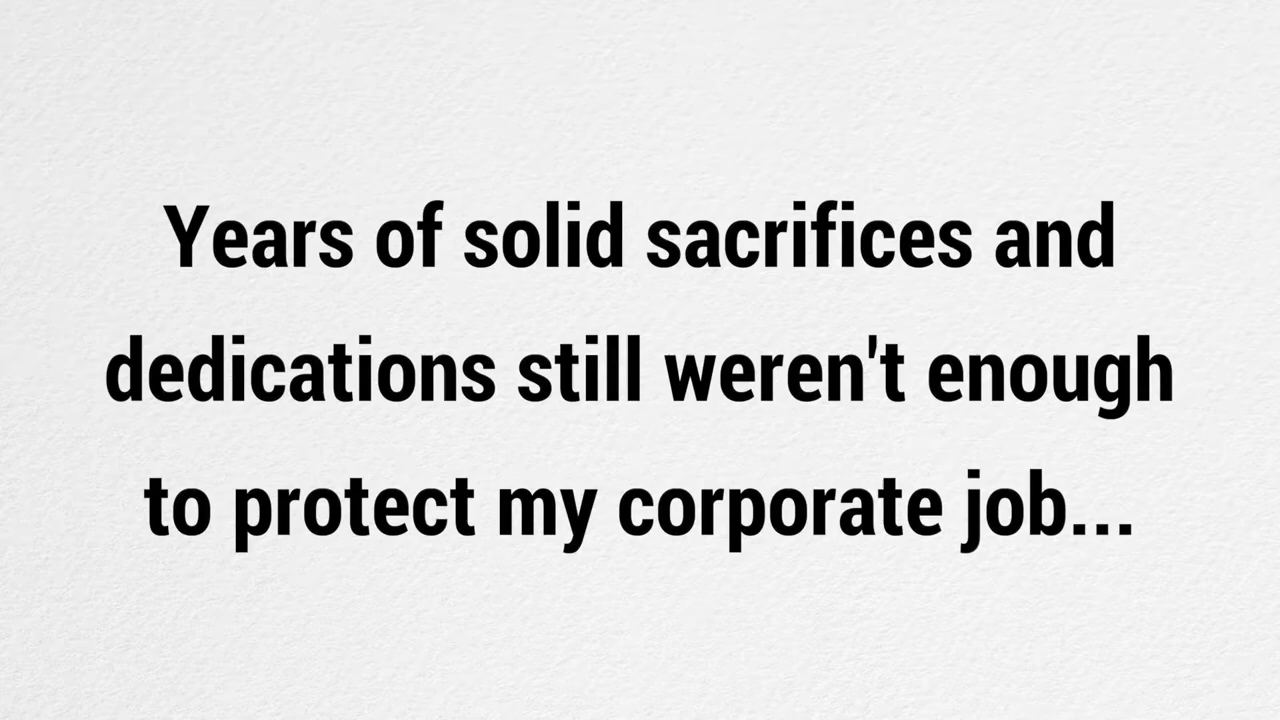 Years of solid sacrifices and
dedications still weren't enough
to protect my corporate job...